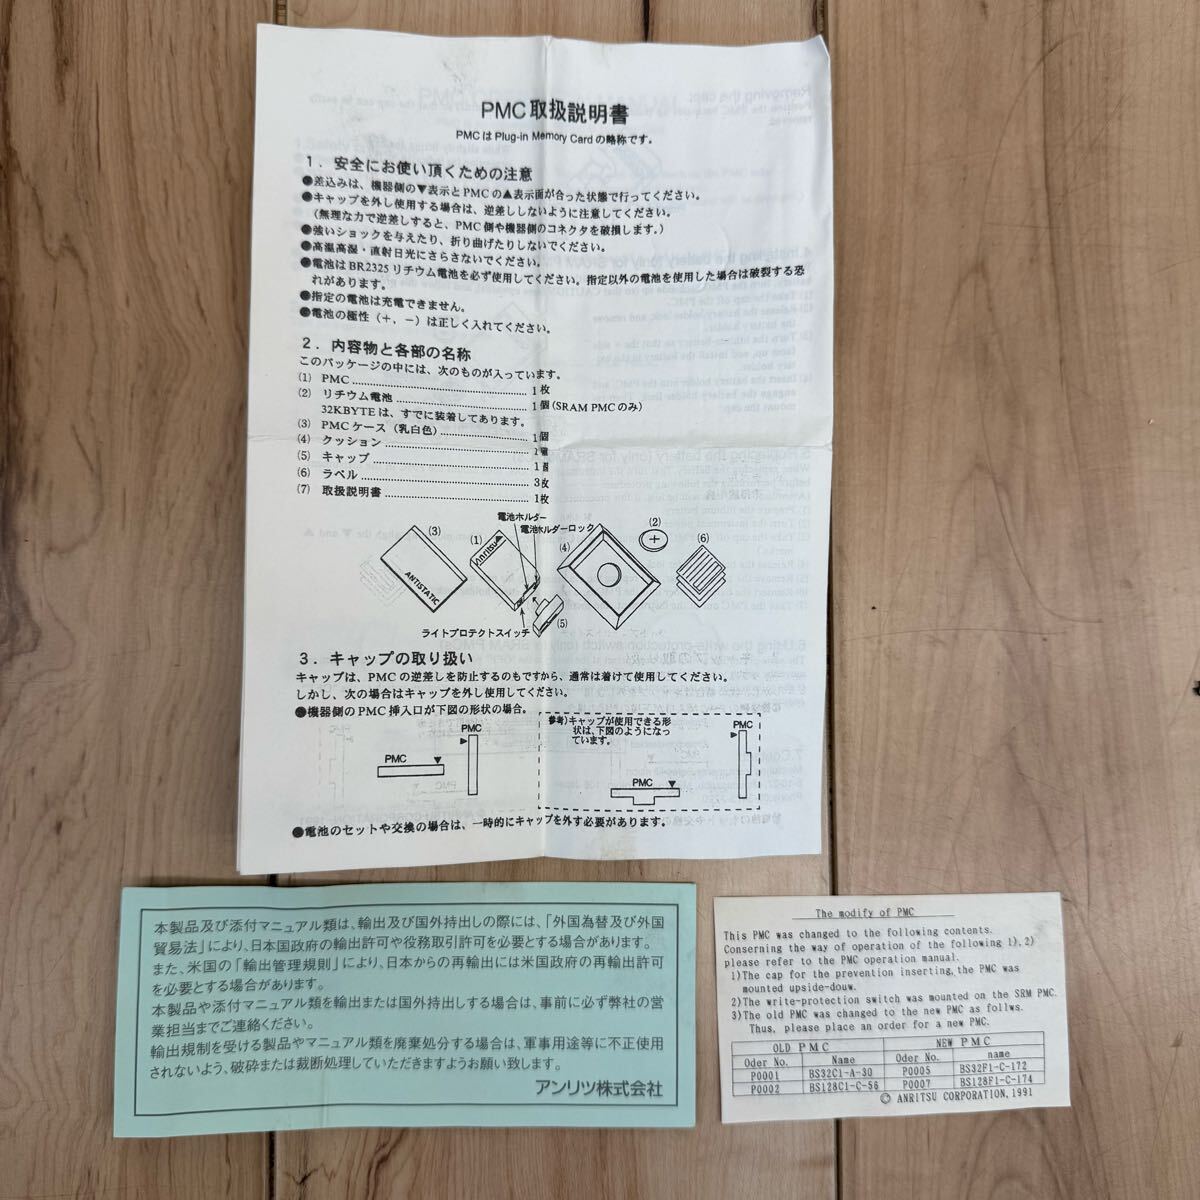 PMC取扱説明書
PMCはPlug-in Memory Cardの略称です。
1．安全にお使い頂くための注意
●差込みは、機器側の▼表示とPMCの▲表示面が合った状態で行ってください。
●キャップを外し使用する場合は、逆差ししないように注意してください。
（無理な力で逆差しすると、PMC側や機器側のコネクタを破損します。）
●強いショックを与えたり、折り曲げたりしないでください。
●高温高湿・直射日光にさらさないでください。
●電池はBR2325リチウム電池を必ず使用してください。指定以外の電池を使用した場合は破裂する恐
れがあります。
●指定の電池は充電できません。
●電池の極性（＋、－）は正しく入れてください。
2．内容物と各部の名称
このパッケージの中には、次のものが入っています。
(1) PMC 1枚
(2) リチウム電池 1個(SRAM PMCのみ)
32KBYTEは、すでに装着してあります。
(3) PMCケース（乳白色） 1個
(4) クッション 1個
(5) キャップ 1個
(6) ラベル 3枚
(7) 取扱説明書 1枚
電池ホルダー
電池ホルダーロック
(3)
(1)
(4)
(2)
(6)
Anritsu
ANTISTATIC
(5)
ライトプロテクトスイッチ
3．キャップの取り扱い
キャップは、PMCの逆差しを防止するのもですから、通常は着けて使用してください。
しかし、次の場合はキャップを外し使用してください。
●機器側のPMC挿入口が下図の形状の場合。
PMC
PMC
参考)キャップが使用できる形
状は、下図のようになっ
ています。
PMC
PMC
●電池のセットや交換の場合は、一時的にキャップを外す必要があります。
本製品及び添付マニュアル類は、輸出及び国外持出しの際には、「外国為替及び外国
貿易法」により、日本国政府の輸出許可や役務取引許可を必要とする場合があります。
また、米国の「輸出管理規則」により、日本からの再輸出には米国政府の再輸出許可
を必要とする場合があります。
本製品や添付マニュアル類を輸出または国外持出しする場合は、事前に必ず弊社の営
業担当までご連絡ください。
輸出規制を受ける製品やマニュアル類を廃棄処分する場合は、軍事用途等に不正使用
されないよう、破砕または裁断処理していただきますようお願い致します。
アンリツ株式会社
The modify of PMC
This PMC was changed to the following contents.
Conserning the way of operation of the following 1),2)
please refer to the PMC operation manual.
1)The cap for the prevention inserting,the PMC was
mounted upside-douw.
2)The write-protection switch was mounted on the SRM PMC.
3)The old PMC was changed to the new PMC as follws.
Thus, please place an order for a new PMC.
OLD PMC NEW PMC
Oder No. Name Oder No. name
P0001 BS32C1-A-30 P0005 BS32F1-C-172
P0002 BS128C1-C-56 P0007 BS128F1-C-174
© ANRITSU CORPORATION, 1991